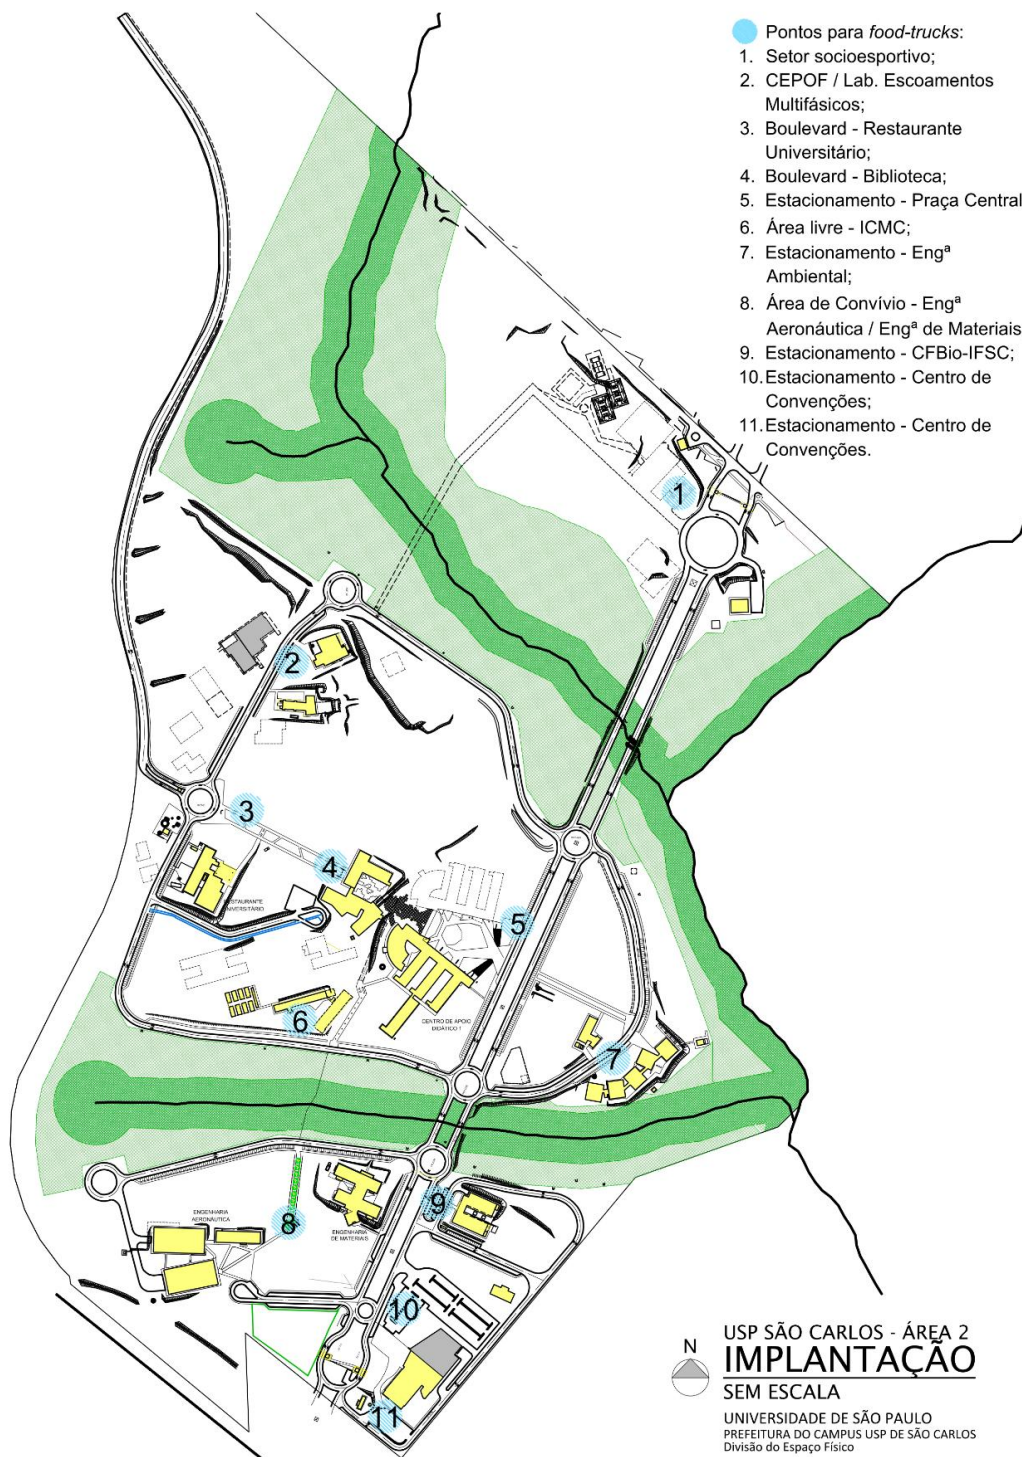 Pontos para food-trucks:
1. Setor socioesportivo;
2. CEPOF / Lab. Escoamentos
Multifásicos;
3. Boulevard - Restaurante
Universitário;
4. Boulevard - Biblioteca;
5. Estacionamento - Praça Central
6. Área livre - ICMC;
7. Estacionamento - Engª
Ambiental;
8. Área de Convívio - Engª
Aeronáutica / Engª de Materiais
9. Estacionamento - CFBio-IFSC;
10. Estacionamento - Centro de
Convenções;
11. Estacionamento - Centro de
Convenções.
1
2
3
4
RESTAURANTE
UNIVERSITÁRIO
5
6
CENTRO DE APOIO
DIDÁTICO 1
7
ENGENHARIA
AERONÁUTICA
8
ENGENHARIA
DE MATERIAIS
9
10
11
N
USP SÃO CARLOS - ÁREA 2
IMPLANTAÇÃO
SEM ESCALA
UNIVERSIDADE DE SÃO PAULO
PREFEITURA DO CAMPUS USP DE SÃO CARLOS
Divisão do Espaço Físico